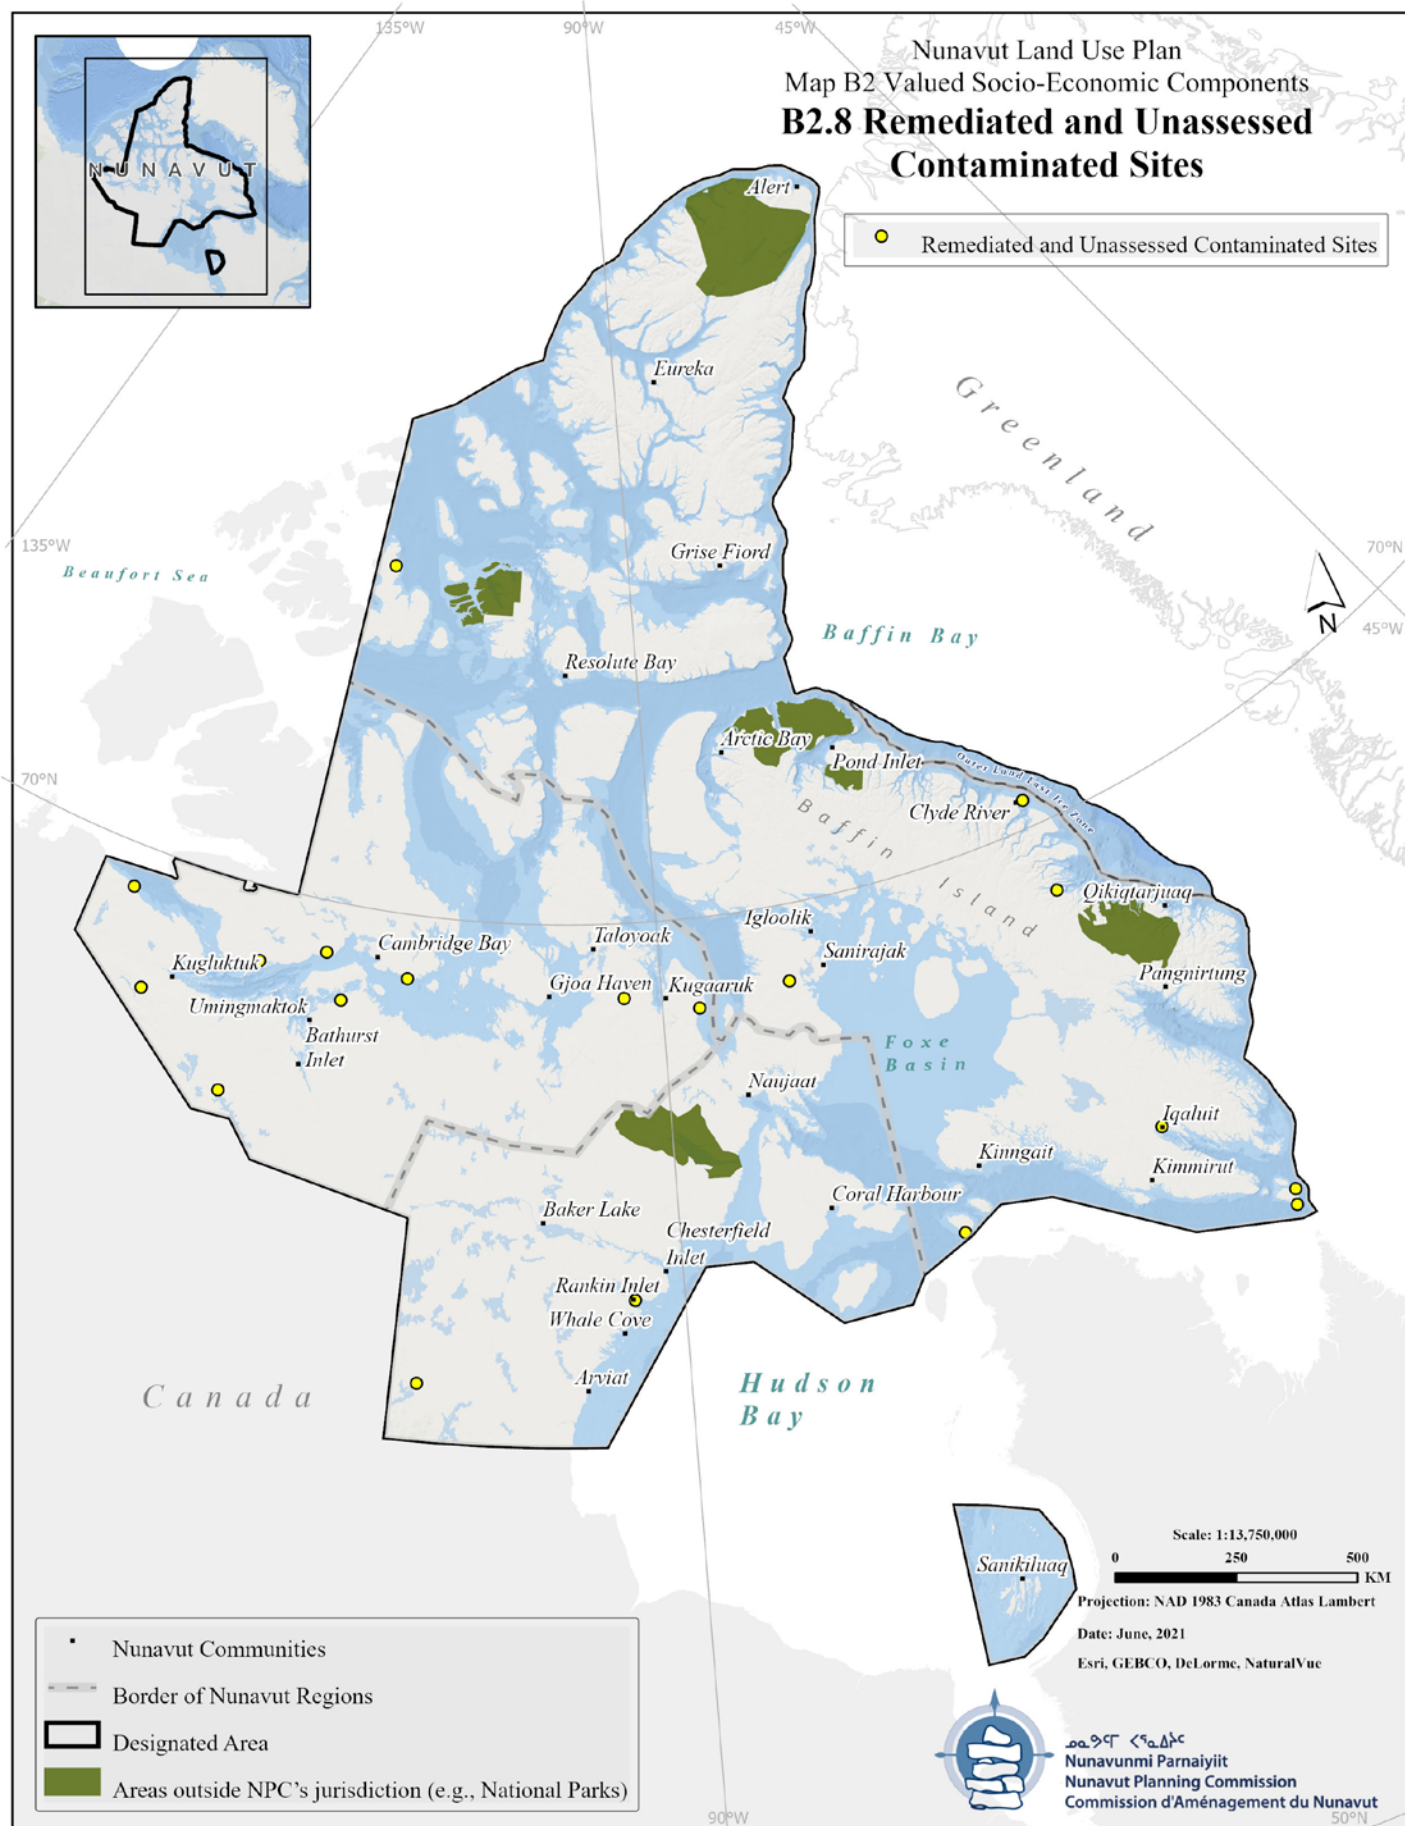 135°W
90°W
45°W
Nunavut Land Use Plan
Map B2 Valued Socio-Economic Components
B2.8 Remediated and Unassessed
Contaminated Sites
NUNAVUT
Remediated and Unassessed Contaminated Sites
Alert
Eureka
Greenland
Grise Fiord
135°W
70°N
Beaufort Sea
Baffin Bay
N
45°W
Resolute Bay
Arctic Bay
Pond Inlet
Outer Land Fast Ice Zone
70°N
Clyde River
Baffin
Island
Qikiqtarjuaq
Igloolik
Taloyoak
Cambridge Bay
Sanirajak
Kugluktuk
Pangnirtung
Gjoa Haven
Kugaaruk
Umingmaktok
Bathurst
Inlet
Foxe
Basin
Naujaat
Iqaluit
Kinngait
Kimmirut
Coral Harbour
Baker Lake
Chesterfield
Inlet
Rankin Inlet
Whale Cove
Arviat
Canada
Hudson
Bay
Sanikiluaq
Scale: 1:13,750,000
0 250 500
KM
Projection: NAD 1983 Canada Atlas Lambert
Date: June, 2021
Esri, GEBCO, DeLorme, NaturalVue
Nunavut Communities
Border of Nunavut Regions
Designated Area
Areas outside NPC's jurisdiction (e.g., National Parks)
ᓄᓇᕗᒻᒥ ᐸᕐᓇᐃᔨᑦ
Nunavunmi Parnaiyiit
Nunavut Planning Commission
Commission d'Aménagement du Nunavut
90°W
50°N